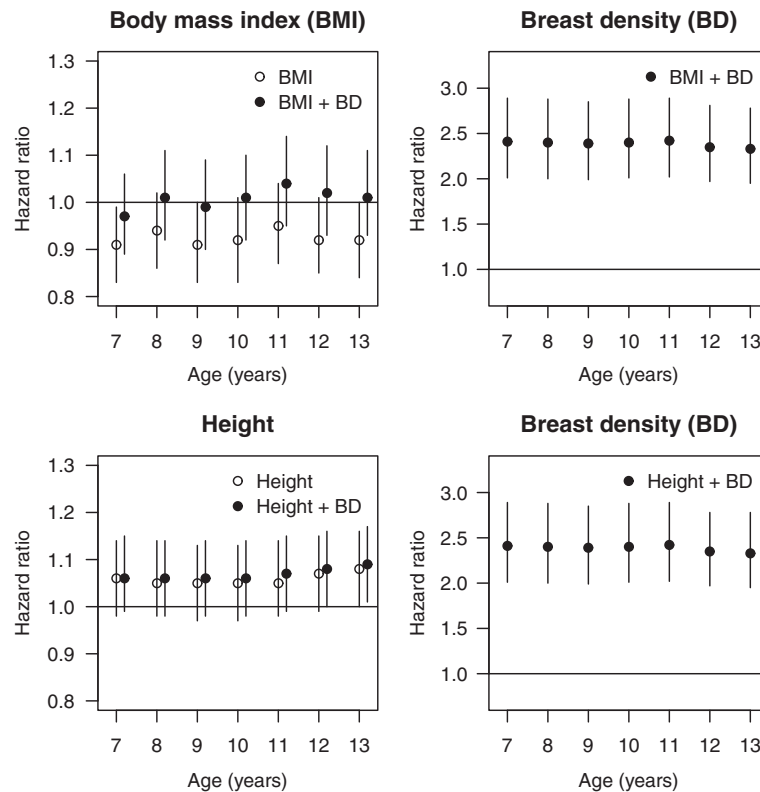 Body mass index (BMI)
1.3
1.2
1.1
1.0
0.9
0.8
Hazard ratio
BMI
BMI + BD
7 8 9 10 11 12 13
Age (years)
Breast density (BD)
3.0
2.5
2.0
1.5
1.0
Hazard ratio
BMI + BD
7 8 9 10 11 12 13
Age (years)
Height
1.3
1.2
1.1
1.0
0.9
0.8
Hazard ratio
Height
Height + BD
7 8 9 10 11 12 13
Age (years)
Breast density (BD)
3.0
2.5
2.0
1.5
1.0
Hazard ratio
Height + BD
7 8 9 10 11 12 13
Age (years)